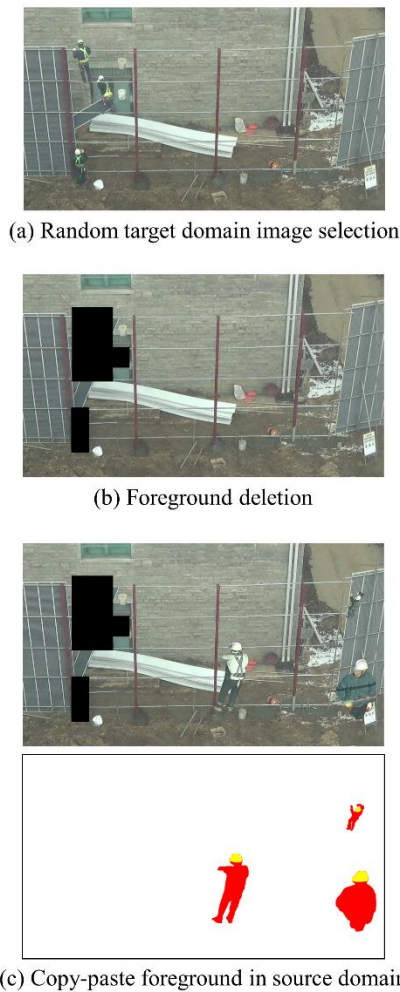 (a) Random target domain image selection
(b) Foreground deletion
(c) Copy-paste foreground in source domain